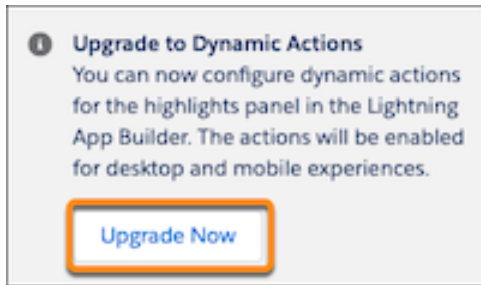 Upgrade to Dynamic Actions
You can now configure dynamic actions
for the highlights panel in the Lightning
App Builder. The actions will be enabled
for desktop and mobile experiences.
Upgrade Now